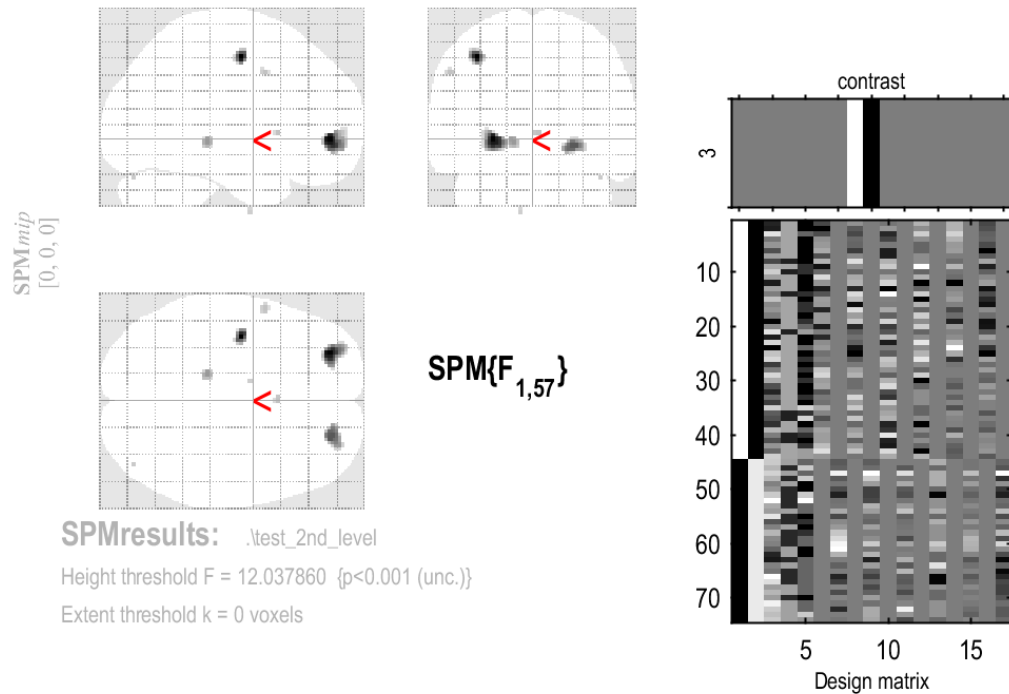 SPMmip
[0, 0, 0]
<
<
<
SPM{F1,57}
SPMresults: .\test_2nd_level
Height threshold F = 12.037860 {p<0.001 (unc.)}
Extent threshold k = 0 voxels
contrast
3
10
20
30
40
50
60
70
5 10 15
Design matrix